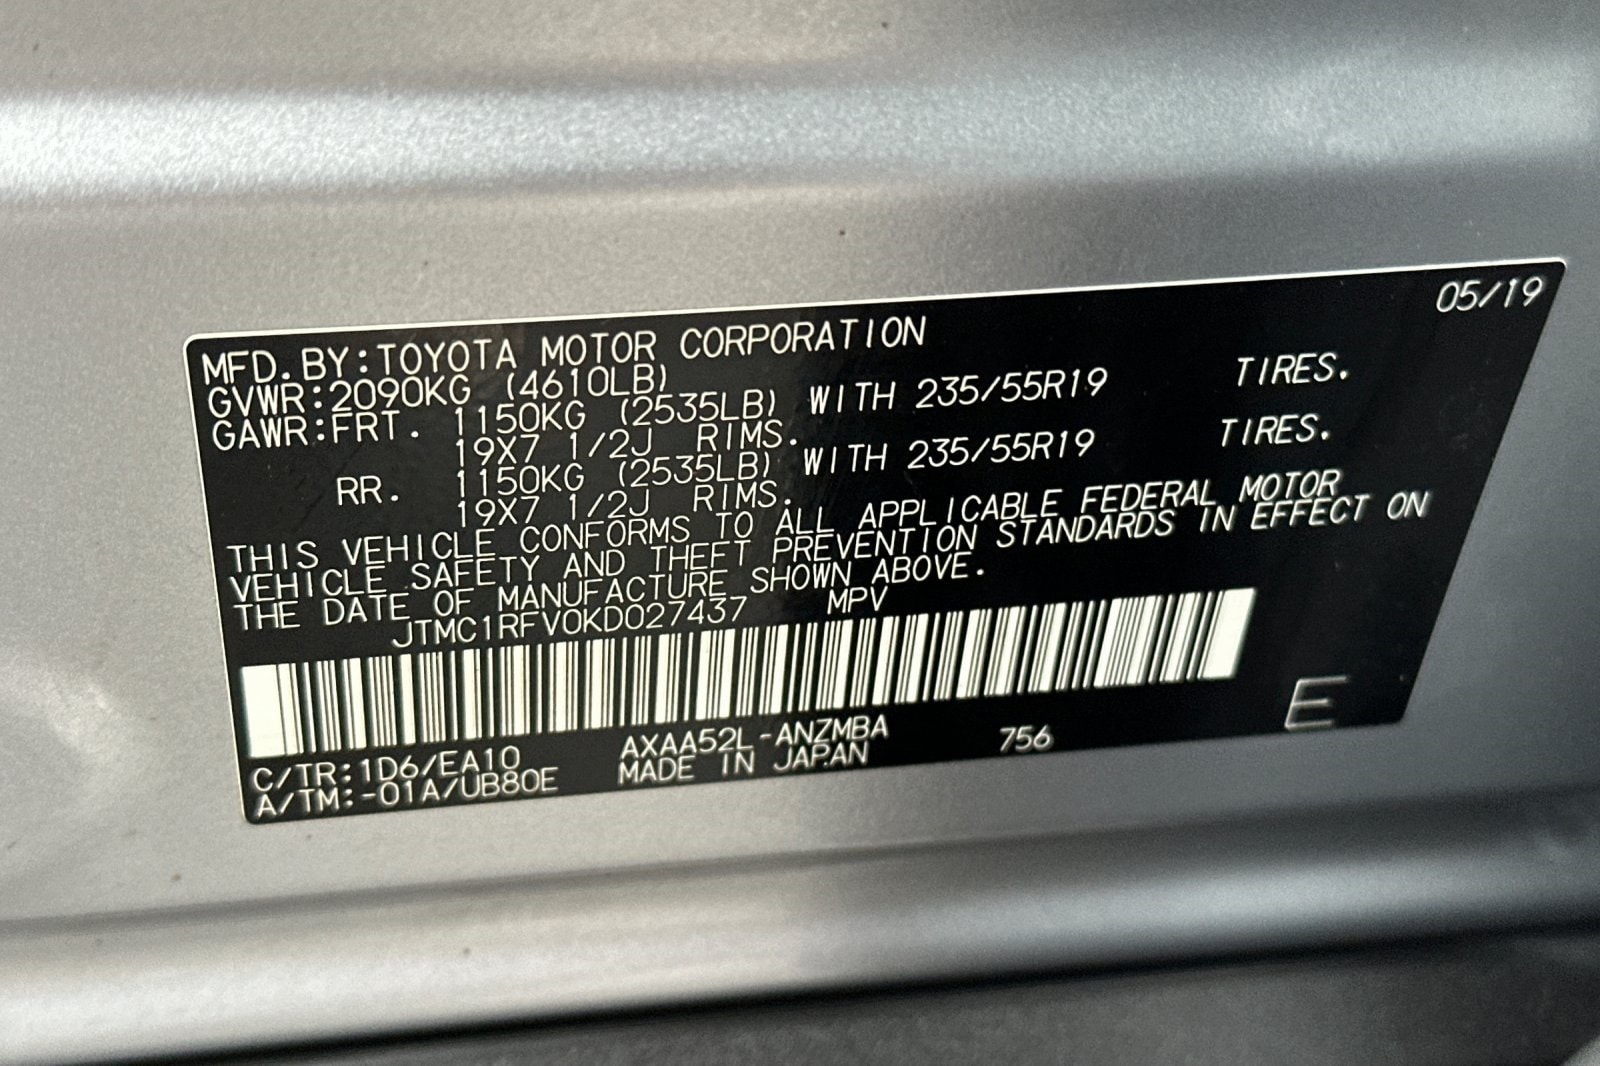 05/19
MFD. BY:TOYOTA MOTOR CORPORATION
GVWR:2090KG (4610LB)
GAWR:FRT. 1150KG (2535LB) WITH 235/55R19 TIRES.
19X7 1/2J RIMS.
RR. 1150KG (2535LB) WITH 235/55R19 TIRES.
19X7 1/2J RIMS.
THIS VEHICLE CONFORMS TO ALL APPLICABLE FEDERAL MOTOR
VEHICLE SAFETY AND THEFT PREVENTION STANDARDS IN EFFECT ON
THE DATE OF MANUFACTURE SHOWN ABOVE.
JTMC1RFV0KD027437 MPV
E
C/TR:1D6/EA10 AXAA52L-ANZMBA 756
A/TM:-01A/UB80E MADE IN JAPAN